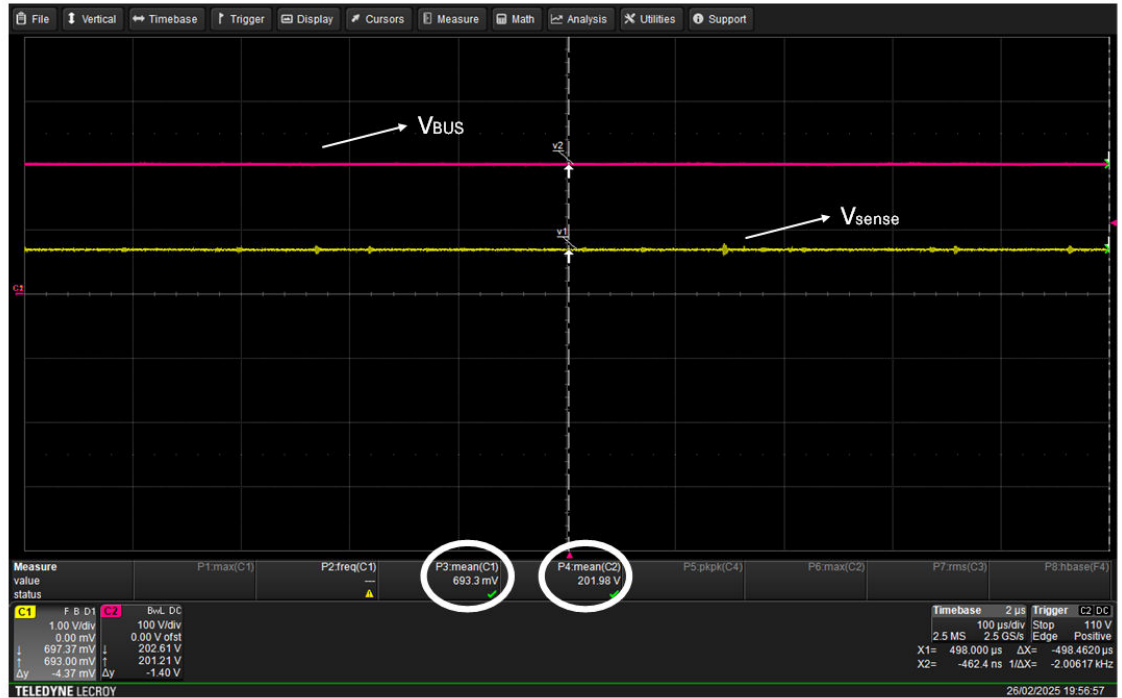 File Vertical Timebase Trigger Display Cursors Measure Math Analysis Utilities Support
VBUS
v2
Vsense
v1
C1
Measure P1:max(C1) P2:freq(C1) P3:mean(C1) P4:mean(C2) P5:pkpk(C4) P6:max(C2) P7:rms(C3) P8:hbase(F4)
value --- 693.3 mV 201.98 V
status
C1 F B D1 C2 BwL DC Timebase 2 µs Trigger C2 DC
1.00 V/div 100 V/div 100 µs/div Stop 110 V
0.00 mV 0.00 V ofst 2.5 MS 2.5 GS/s Edge Positive
↓ 697.37 mV ↓ 202.61 V X1= 498.000 µs ΔX= -498.4620 µs
↑ 693.00 mV ↑ 201.21 V X2= -462.4 ns 1/ΔX= -2.00617 kHz
Δy -4.37 mV Δy -1.40 V
TELEDYNE LECROY 26/02/2025 19:56:57